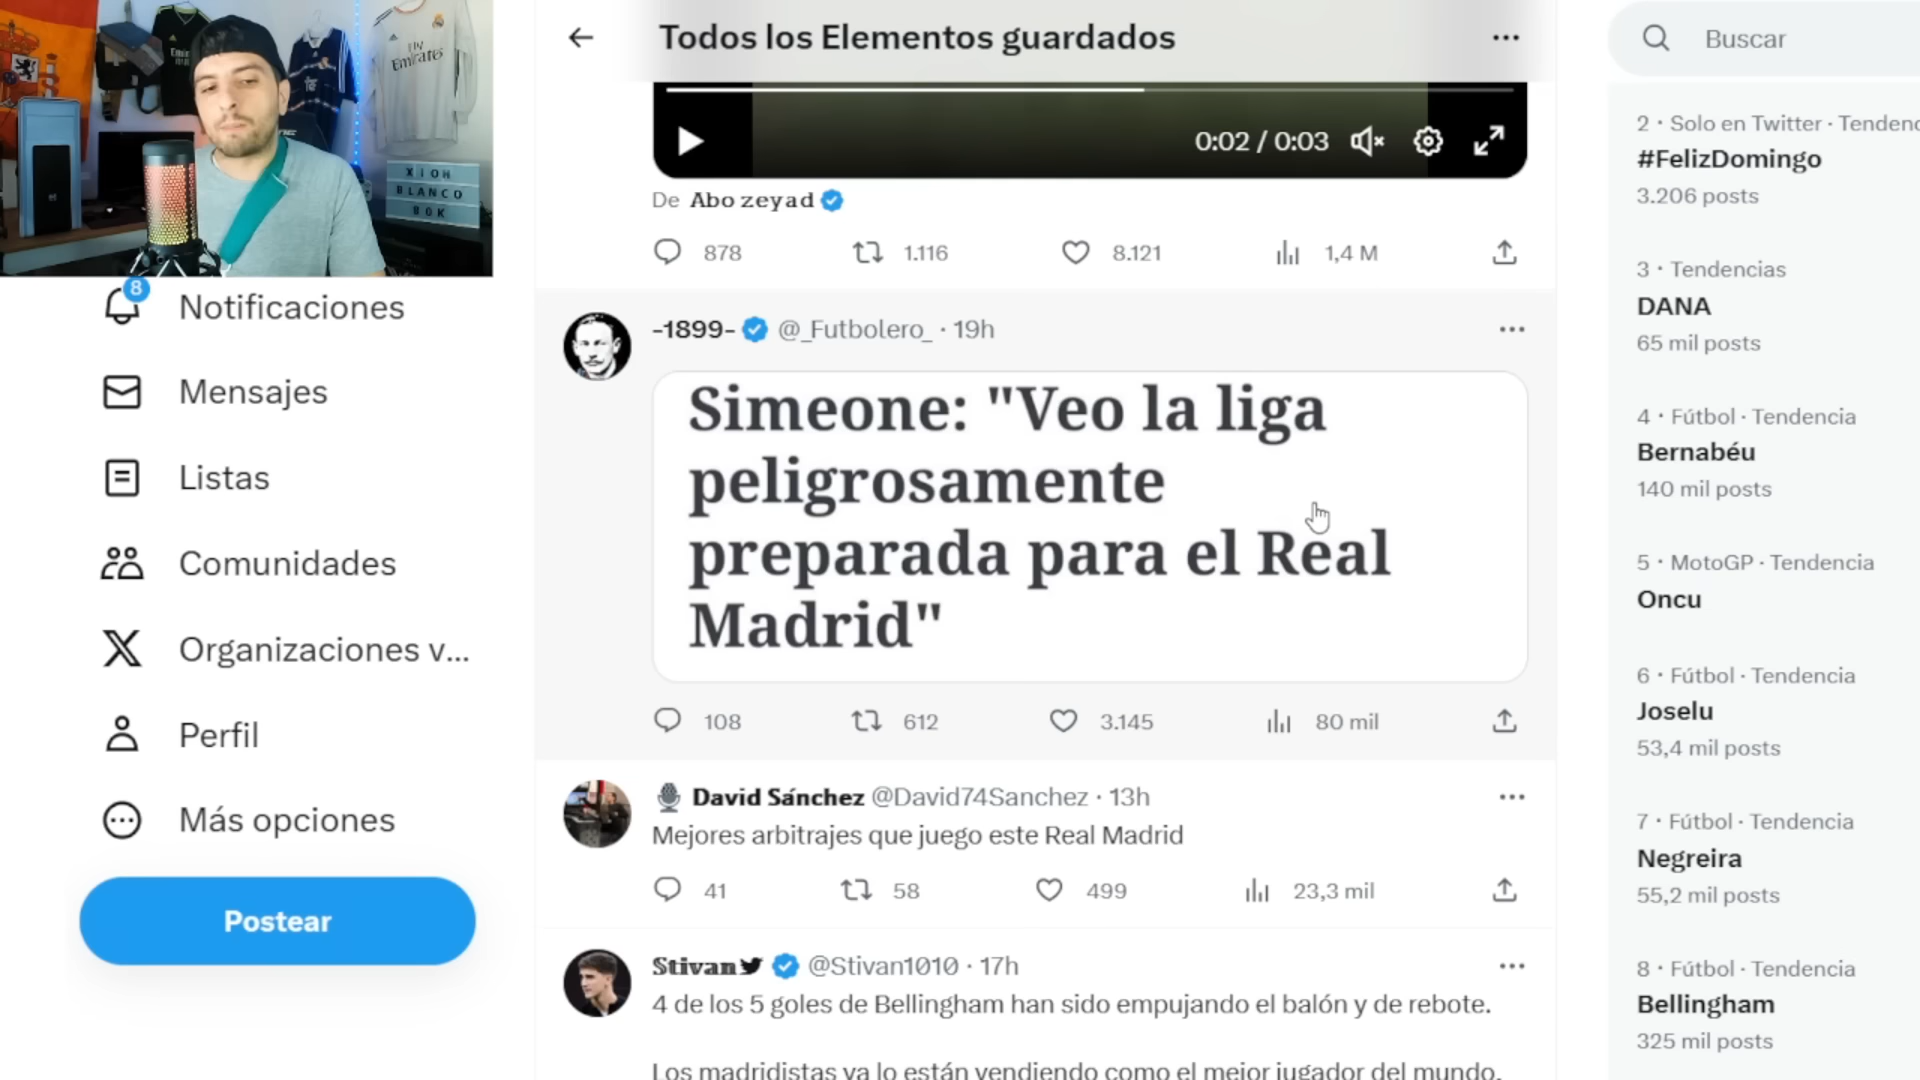 Fly
Emirates
XION
BLANCO
80K
Todos los Elementos guardados
Buscar
0:02 / 0:03
De Abo zeyad
878
1.116
8.121
1,4 M
8
Notificaciones
Mensajes
Listas
Comunidades
Organizaciones v...
Perfil
Más opciones
Postear
-1899- @_Futbolero_ · 19h
Simeone: "Veo la liga
peligrosamente
preparada para el Real
Madrid"
108
612
3.145
80 mil
David Sánchez @David74Sanchez · 13h
Mejores arbitrajes que juego este Real Madrid
41
58
499
23,3 mil
Stivan @Stivan1010 · 17h
4 de los 5 goles de Bellingham han sido empujando el balón y de rebote.
Los madridistas ya lo están vendiendo como el mejor jugador del mundo.
2 · Solo en Twitter · Tendenc
#FelizDomingo
3.206 posts
3 · Tendencias
DANA
65 mil posts
4 · Fútbol · Tendencia
Bernabéu
140 mil posts
5 · MotoGP · Tendencia
Oncu
6 · Fútbol · Tendencia
Joselu
53,4 mil posts
7 · Fútbol · Tendencia
Negreira
55,2 mil posts
8 · Fútbol · Tendencia
Bellingham
325 mil posts